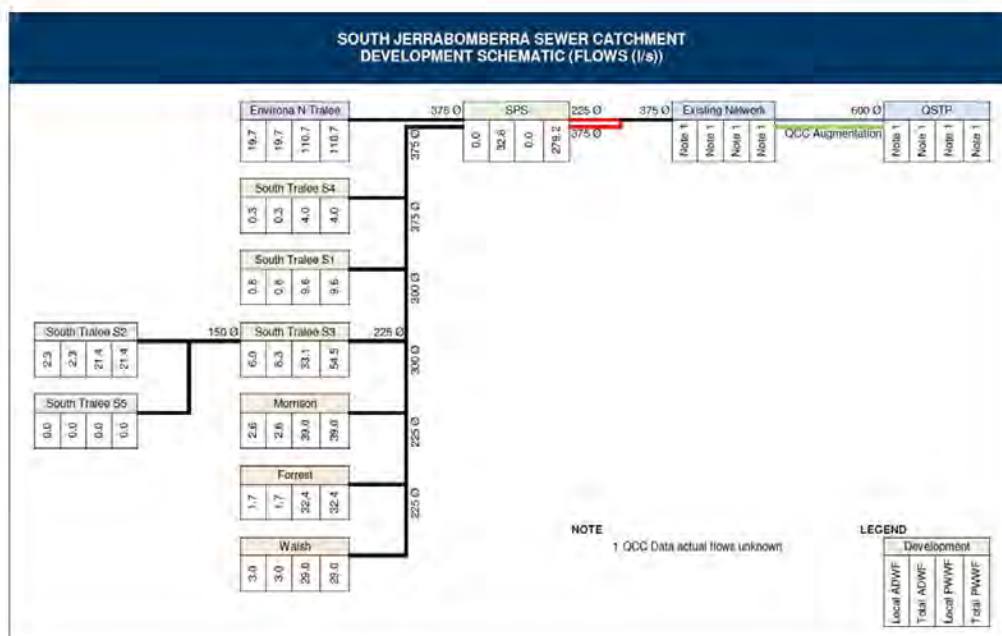 SOUTH JERRABOMBERRA SEWER CATCHMENT
DEVELOPMENT SCHEMATIC (FLOWS (l/s))
Environa N Tralee
19.7 19.7 110.7 110.7
375 Ø
375 Ø
SPS
0.0 32.6 0.0 279.2
225 Ø
375 Ø
375 Ø
Existing Network
Note 1 Note 1 Note 1 Note 1
600 Ø
QCC Augmentation
QSTP
Note 1 Note 1 Note 1 Note 1
South Tralee S4
0.3 0.3 4.0 4.0
375 Ø
South Tralee S1
0.8 0.8 9.6 9.6
300 Ø
South Tralee S2
2.3 2.3 21.4 21.4
150 Ø
South Tralee S3
6.0 8.3 33.1 54.5
225 Ø
300 Ø
South Tralee S5
0.0 0.0 0.0 0.0
Morrison
2.6 2.6 39.0 39.0
225 Ø
Forrest
1.7 1.7 32.4 32.4
225 Ø
Walsh
3.0 3.0 29.0 29.0
NOTE
1 QCC Data actual flows unknown
LEGEND
Development
Local ADWF
Total ADWF
Local PWWF
Total PWWF